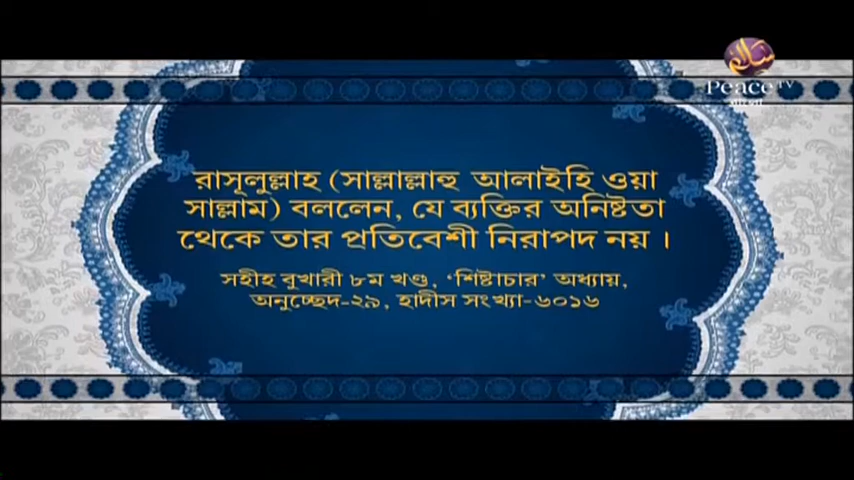 سلام
Peace TV
বাংলা
রাসূলুল্লাহ (সাল্লাল্লাহু আলাইহি ওয়া
সাল্লাম) বললেন, যে ব্যক্তির অনিষ্টতা
থেকে তার প্রতিবেশী নিরাপদ নয় ।
সহীহ বুখারী ৮ম খণ্ড, ‘শিষ্টাচার’ অধ্যায়,
অনুচ্ছেদ-২৯, হাদীস সংখ্যা-৬০১৬